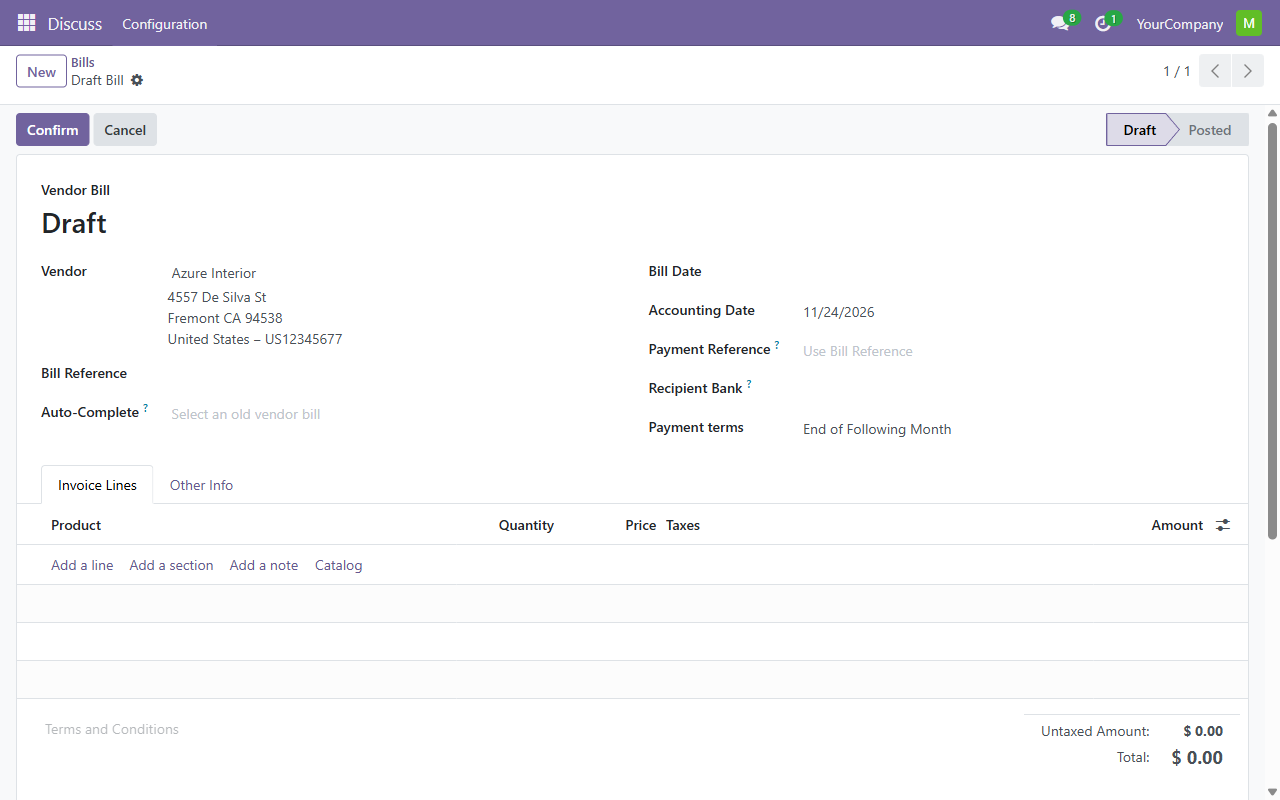 Discuss Configuration 8 1 YourCompany M
New Bills
Draft Bill
1 / 1
Confirm Cancel Draft Posted
Vendor Bill
Draft
Vendor Azure Interior
4557 De Silva St
Fremont CA 94538
United States – US12345677
Bill Reference
Auto-Complete ? Select an old vendor bill
Bill Date
Accounting Date 11/24/2026
Payment Reference ? Use Bill Reference
Recipient Bank ?
Payment terms End of Following Month
Invoice Lines Other Info
Product Quantity Price Taxes Amount
Add a line Add a section Add a note Catalog
Terms and Conditions
Untaxed Amount: $ 0.00
Total: $ 0.00